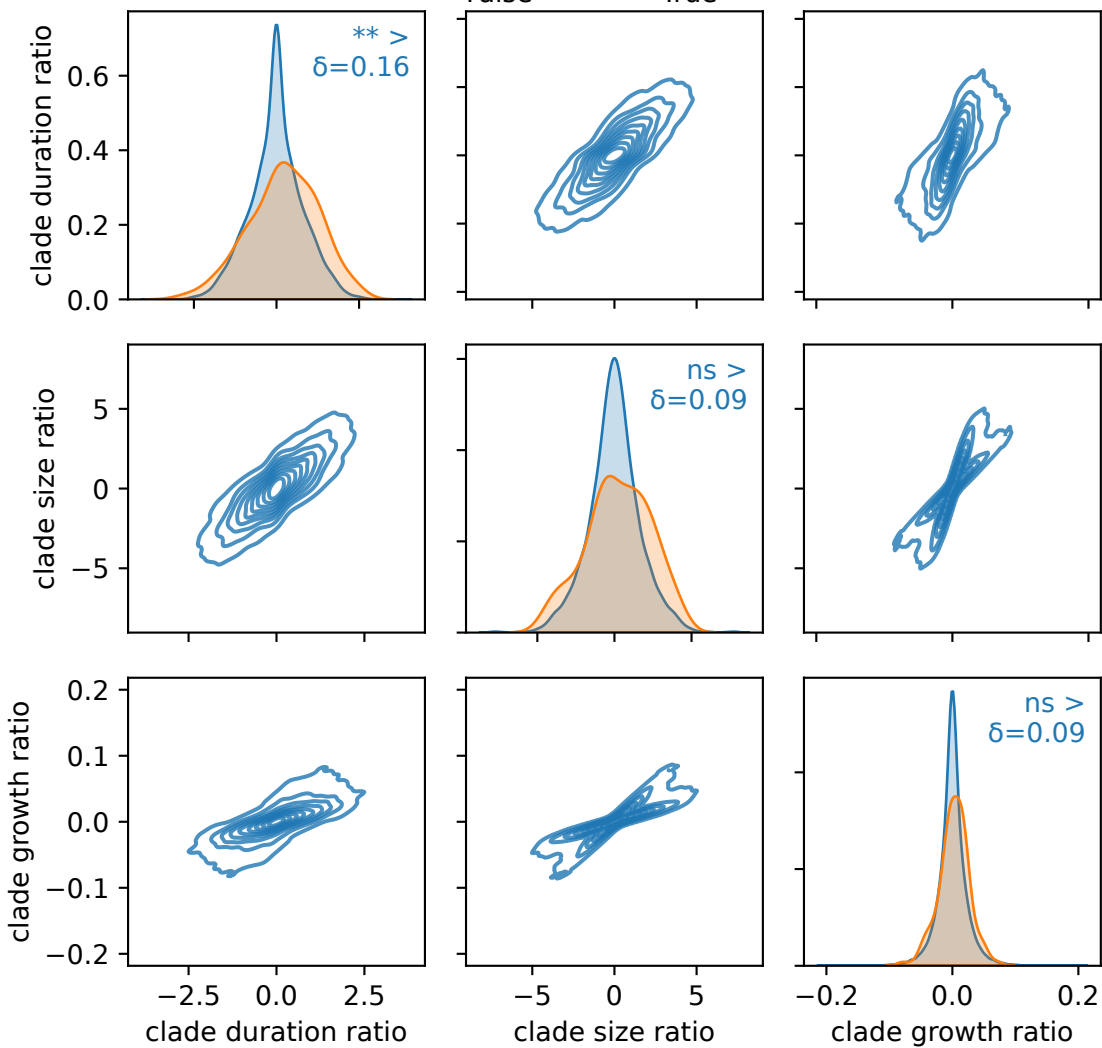 clade duration ratio
0.6
0.4
0.2
0.0
** >
δ=0.16
clade size ratio
5
0
−5
ns >
δ=0.09
clade growth ratio
0.2
0.1
0.0
−0.1
−0.2
ns >
δ=0.09
−2.5 0.0 2.5
clade duration ratio
−5 0 5
clade size ratio
−0.2 0.0 0.2
clade growth ratio